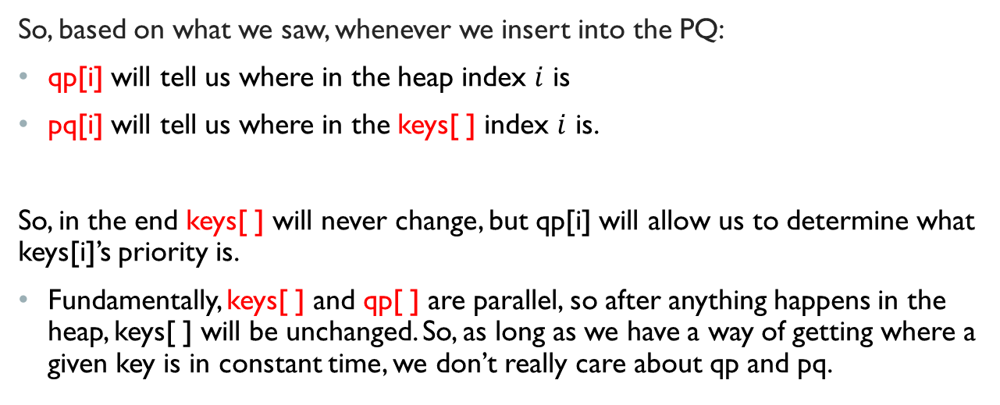 So, based on what we saw, whenever we insert into the PQ:
• qp[i] will tell us where in the heap index i is
• pq[i] will tell us where in the keys[ ] index i is.
So, in the end keys[ ] will never change, but qp[i] will allow us to determine what
keys[i]’s priority is.
• Fundamentally, keys[ ] and qp[ ] are parallel, so after anything happens in the
heap, keys[ ] will be unchanged. So, as long as we have a way of getting where a
given key is in constant time, we don’t really care about qp and pq.